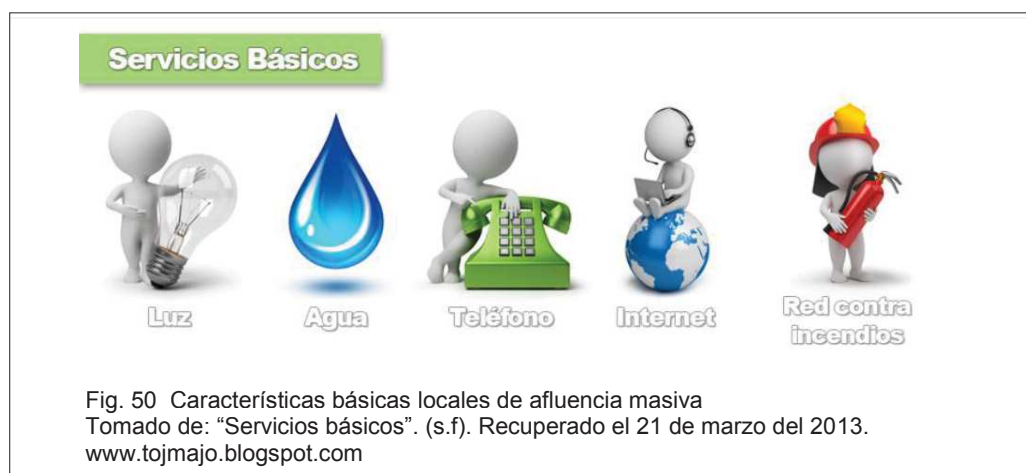 Servicios Básicos
Luz
Agua
Teléfono
Internet
Red contra
incendios
Fig. 50 Características básicas locales de afluencia masiva
Tomado de: “Servicios básicos”. (s.f). Recuperado el 21 de marzo del 2013.
www.tojmajo.blogspot.com